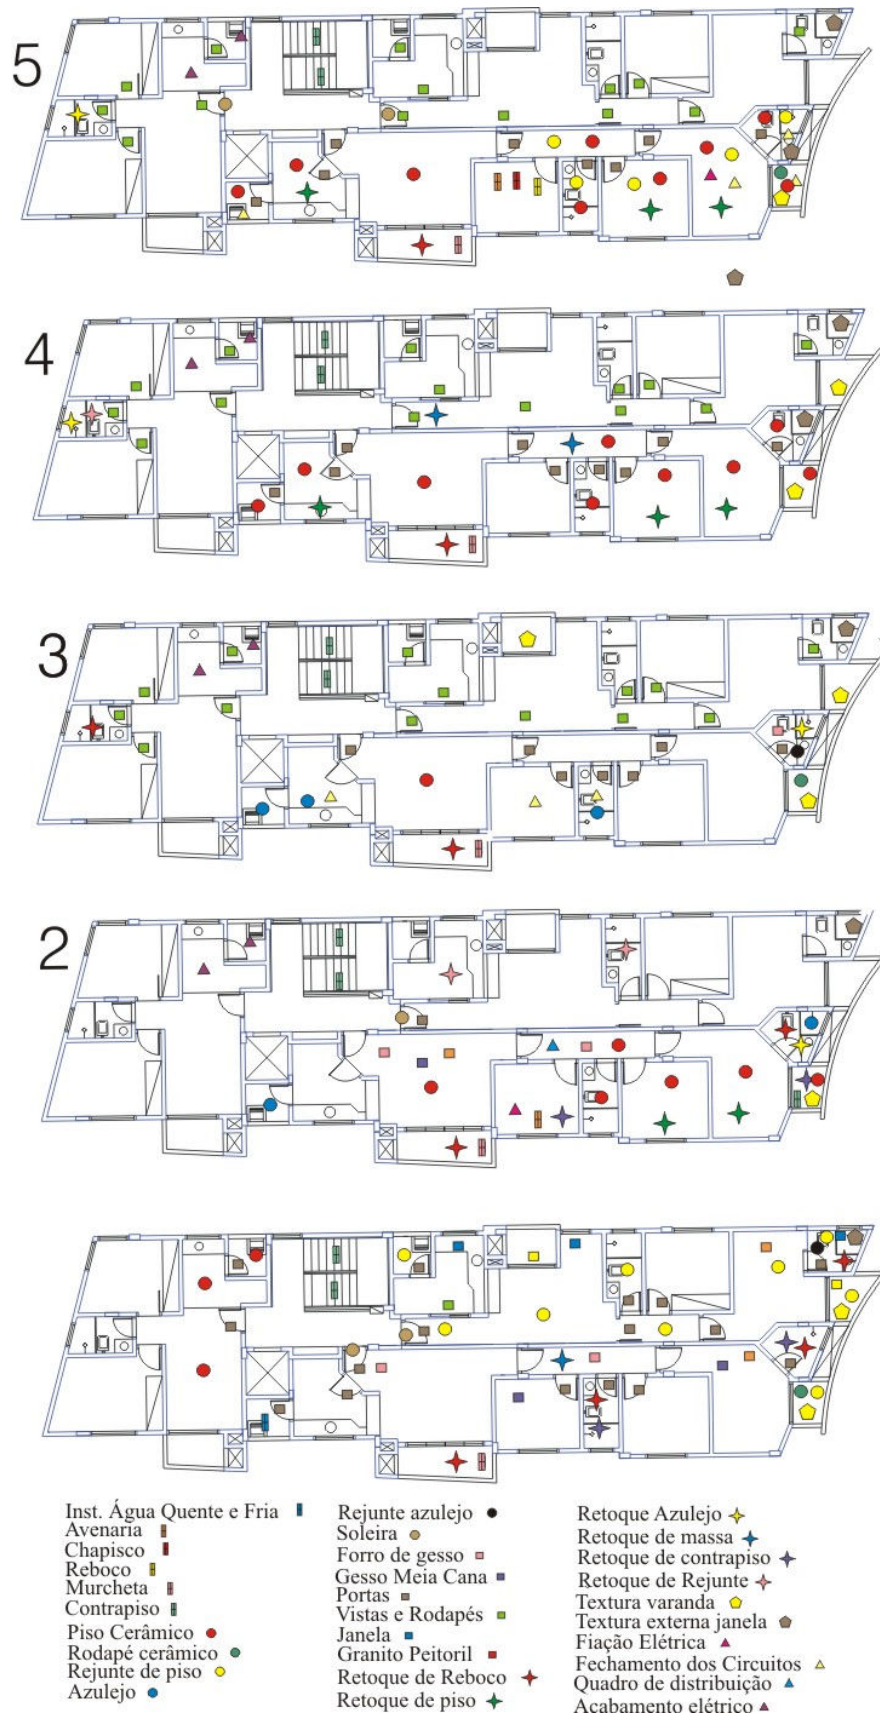 5
4
3
2
Inst. Água Quente e Fria
Avenaria
Chapisco
Reboco
Murcheta
Contrapiso
Piso Cerâmico
Rodapé cerâmico
Rejunte de piso
Azulejo
Rejunte azulejo
Soleira
Forro de gesso
Gesso Meia Cana
Portas
Vistas e Rodapés
Janela
Granito Peitoril
Retoque de Reboco
Retoque de piso
Retoque Azulejo
Retoque de massa
Retoque de contrapiso
Retoque de Rejunte
Textura varanda
Textura externa janela
Fiação Elétrica
Fechamento dos Circuitos
Quadro de distribuição
Acabamento elétrico